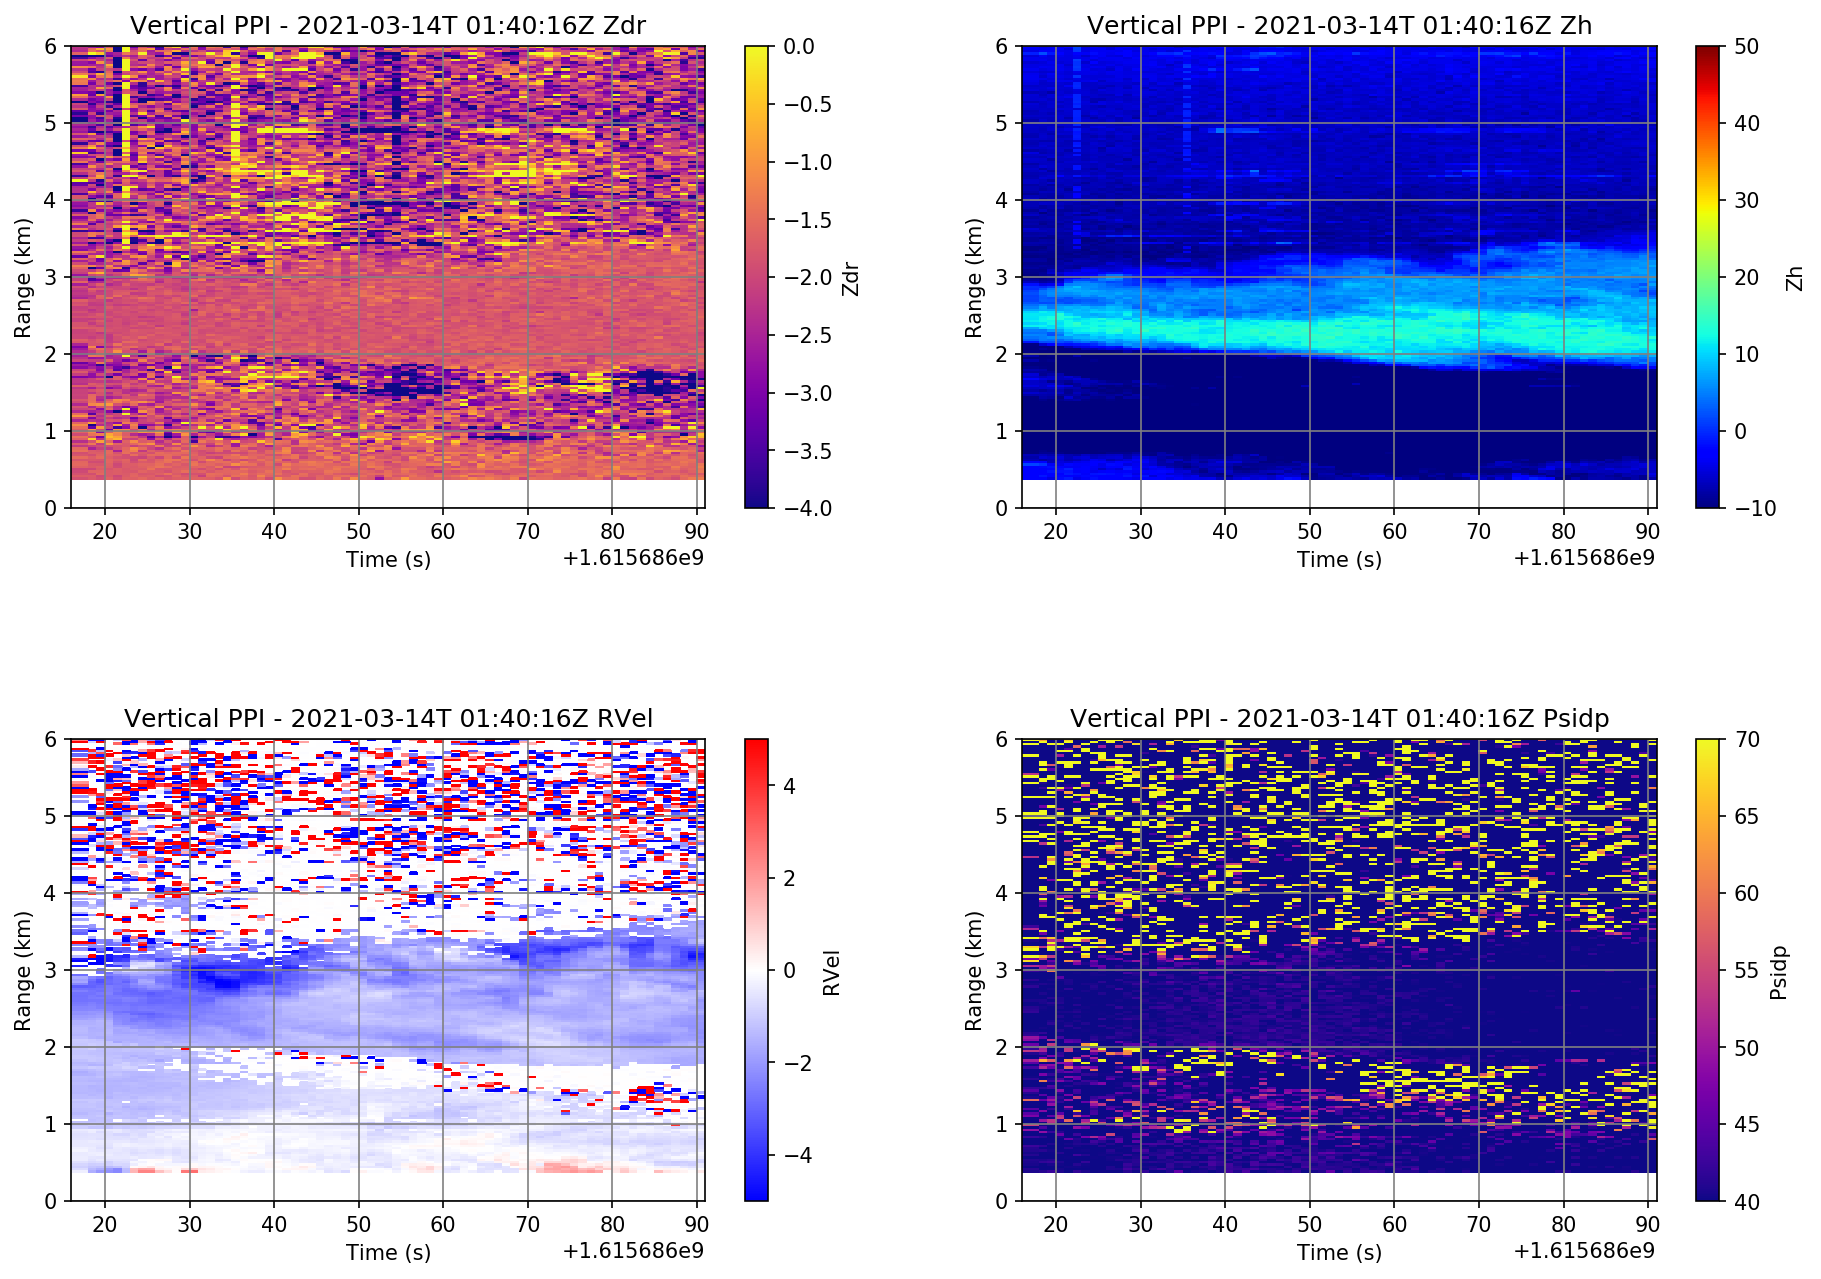 Vertical PPI - 2021-03-14T 01:40:16Z Zdr
6
5
4
3
2
1
0
Range (km)
20 30 40 50 60 70 80 90
Time (s)
+1.615686e9
0.0
−0.5
−1.0
−1.5
−2.0
−2.5
−3.0
−3.5
−4.0
Zdr
Vertical PPI - 2021-03-14T 01:40:16Z Zh
6
5
4
3
2
1
0
Range (km)
20 30 40 50 60 70 80 90
Time (s)
+1.615686e9
50
40
30
20
10
0
−10
Zh
Vertical PPI - 2021-03-14T 01:40:16Z RVel
6
5
4
3
2
1
0
Range (km)
20 30 40 50 60 70 80 90
Time (s)
+1.615686e9
4
2
0
−2
−4
RVel
Vertical PPI - 2021-03-14T 01:40:16Z Psidp
6
5
4
3
2
1
0
Range (km)
20 30 40 50 60 70 80 90
Time (s)
+1.615686e9
70
65
60
55
50
45
40
Psidp